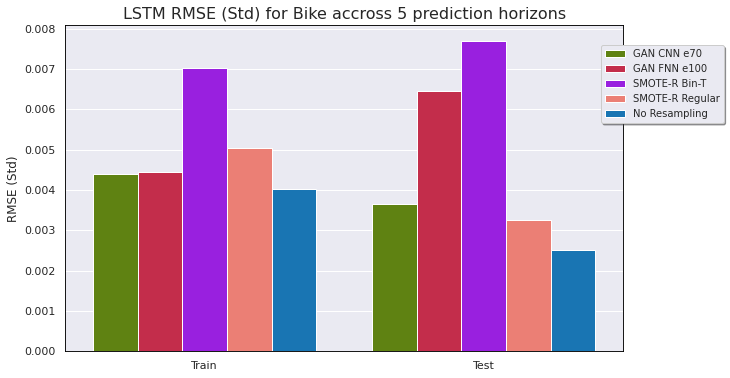 LSTM RMSE (Std) for Bike accross 5 prediction horizons
0.008
0.007
0.006
0.005
0.004
0.003
0.002
0.001
0.000
RMSE (Std)
Train
Test
GAN CNN e70
GAN FNN e100
SMOTE-R Bin-T
SMOTE-R Regular
No Resampling